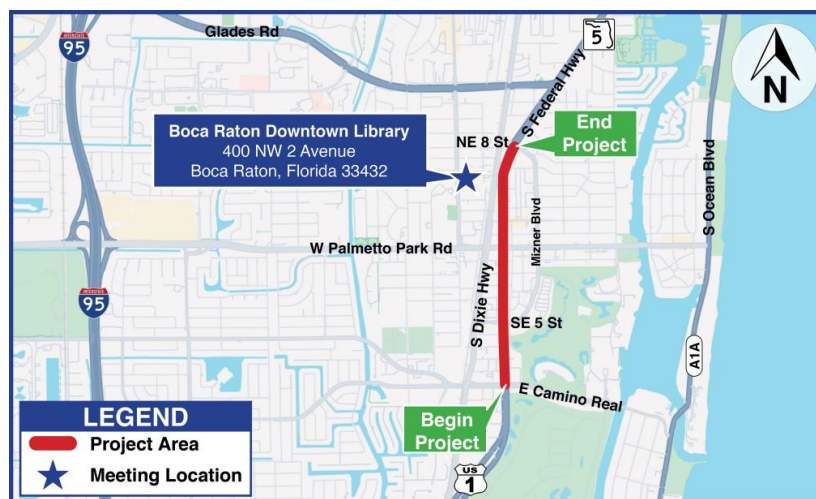 INTERSTATE
95
Glades Rd
5
S Federal Hwy
N
Boca Raton Downtown Library
400 NW 2 Avenue
Boca Raton, Florida 33432
NE 8 St
End
Project
S Ocean Blvd
Mizner Blvd
W Palmetto Park Rd
INTERSTATE
95
S Dixie Hwy
SE 5 St
A1A
E Camino Real
Begin
Project
LEGEND
Project Area
Meeting Location
US
1